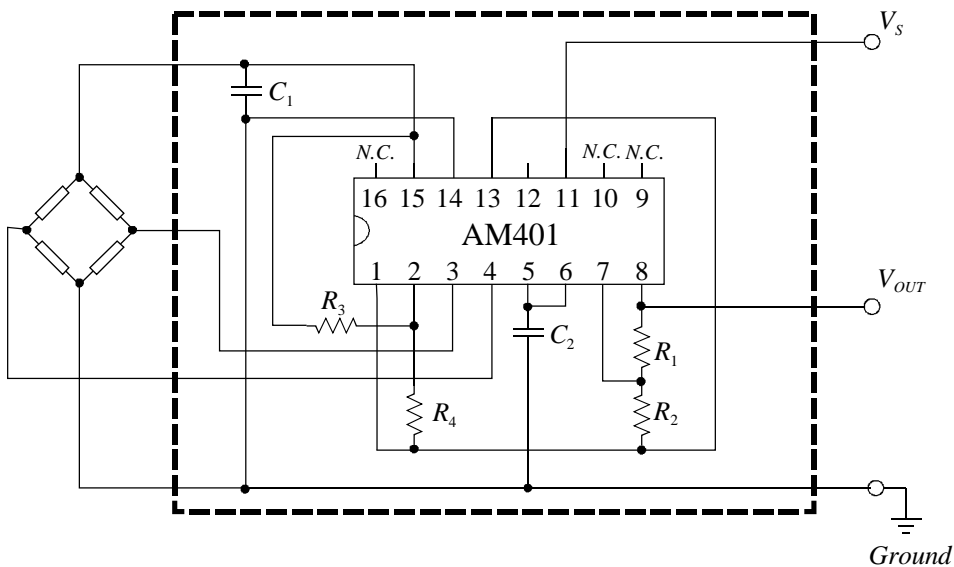 V_S
C_1
N.C. N.C. N.C.
16 15 14 13 12 11 10 9
AM401
1 2 3 4 5 6 7 8
V_OUT
R_3
C_2
R_1
R_4
R_2
Ground